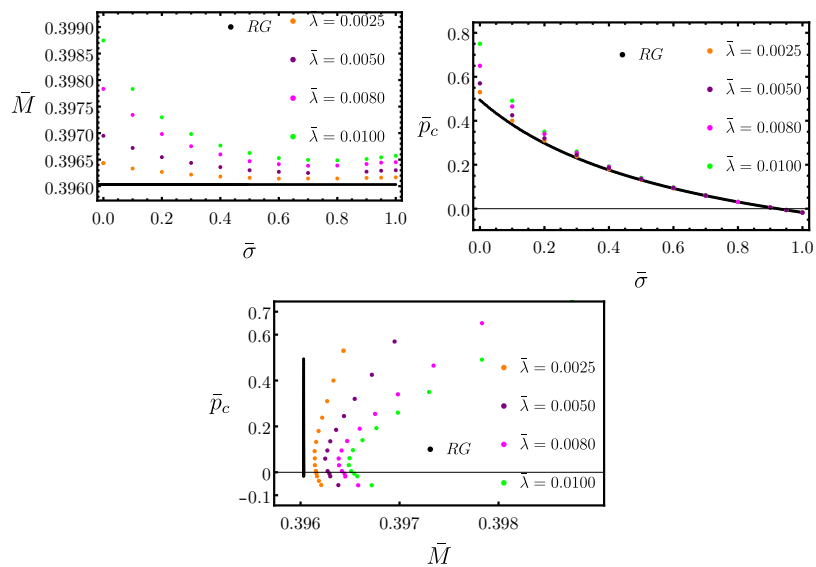 0.3990
0.3985
0.3980
0.3975
0.3970
0.3965
0.3960
M̄
0.0 0.2 0.4 0.6 0.8 1.0
σ̄
RG
λ̄ = 0.0025
λ̄ = 0.0050
λ̄ = 0.0080
λ̄ = 0.0100
0.8
0.6
0.4
0.2
0.0
p̄c
0.0 0.2 0.4 0.6 0.8 1.0
σ̄
RG
λ̄ = 0.0025
λ̄ = 0.0050
λ̄ = 0.0080
λ̄ = 0.0100
0.7
0.6
0.4
0.2
0
−0.1
p̄c
0.396 0.397 0.398
M̄
RG
λ̄ = 0.0025
λ̄ = 0.0050
λ̄ = 0.0080
λ̄ = 0.0100